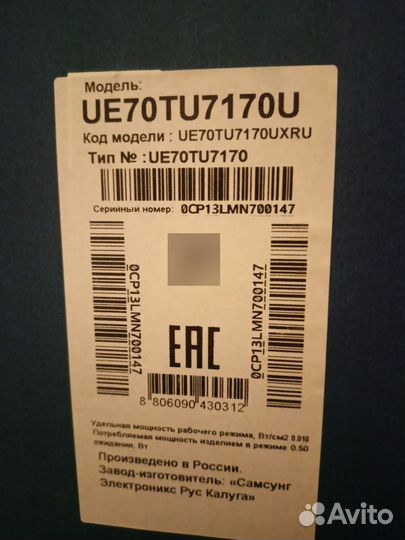 Модель:
UE70TU7170U
Код модели : UE70TU7170UXRU
Тип № :UE70TU7170
Серийный номер: 0CP13LMN700147
0CP13LMN700147
0CP13LMN700147
EAC
8 806090 430312
Удельная мощность рабочего режима, Вт/см2 0.010
Потребляемая мощность изделием в режиме 0.50
ожидания, Вт
Произведено в России.
Завод-изготовитель: «Самсунг
Электроникс Рус Калуга»
Avito